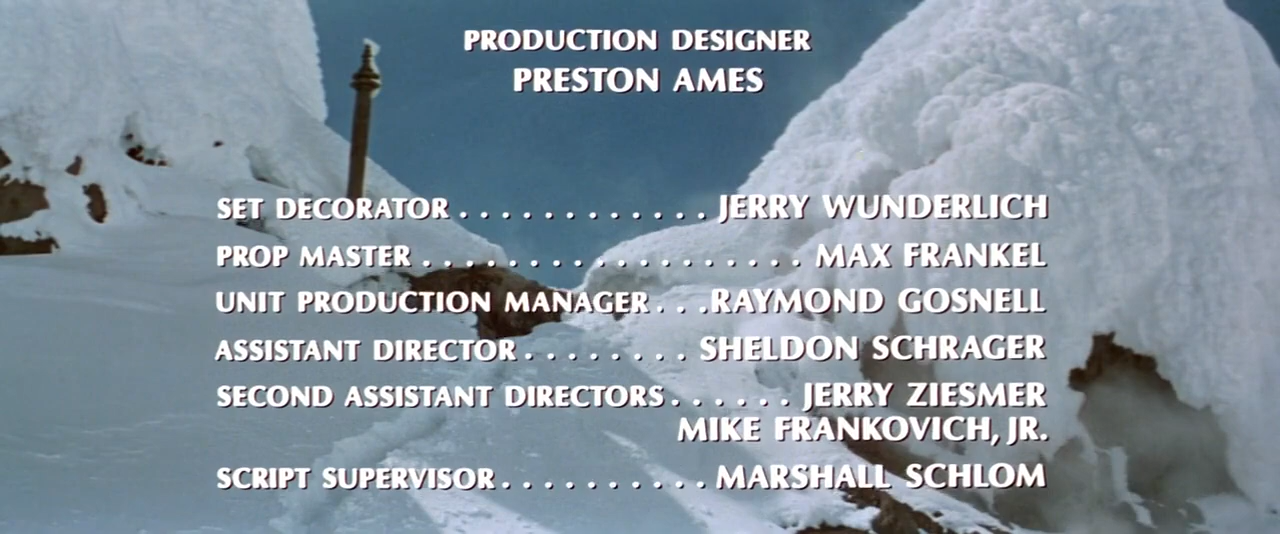 PRODUCTION DESIGNER
PRESTON AMES
SET DECORATOR . . . . . . . . . . . . JERRY WUNDERLICH
PROP MASTER . . . . . . . . . . . . . . . . . . MAX FRANKEL
UNIT PRODUCTION MANAGER . . . RAYMOND GOSNELL
ASSISTANT DIRECTOR . . . . . . . . SHELDON SCHRAGER
SECOND ASSISTANT DIRECTORS . . . . . . JERRY ZIESMER
MIKE FRANKOVICH, JR.
SCRIPT SUPERVISOR . . . . . . . . . . MARSHALL SCHLOM